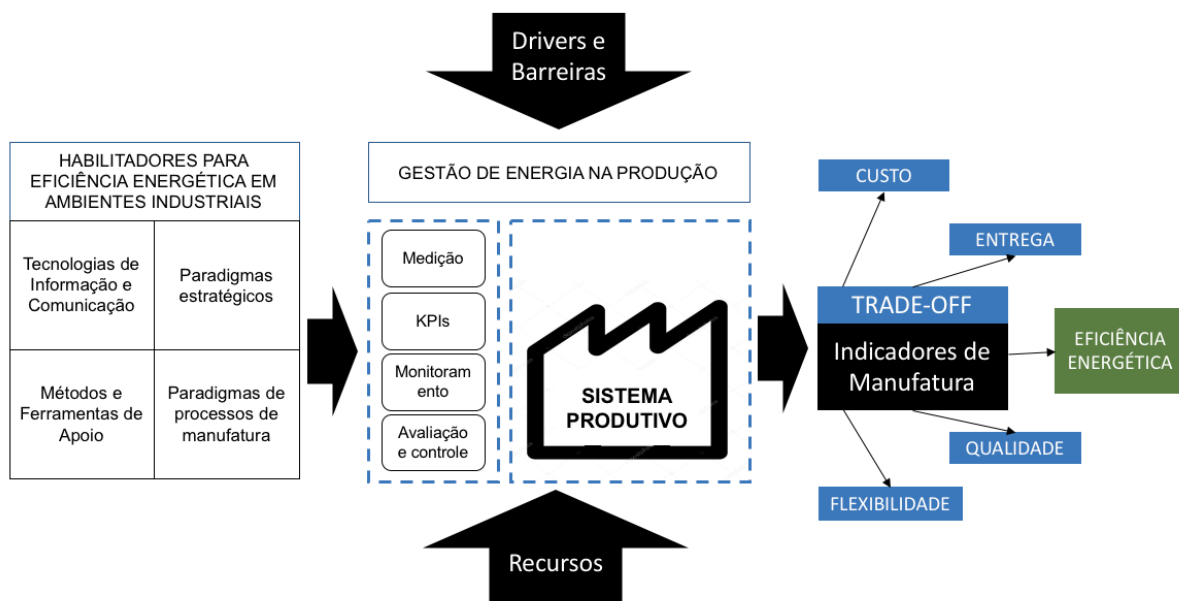 Drivers e
Barreiras
HABILITADORES PARA
EFICIÊNCIA ENERGÉTICA EM
AMBIENTES INDUSTRIAIS
Tecnologias de
Informação e
Comunicação
Paradigmas
estratégicos
Métodos e
Ferramentas de
Apoio
Paradigmas de
processos de
manufatura
GESTÃO DE ENERGIA NA PRODUÇÃO
Medição
KPIs
Monitoram
ento
Avaliação
e controle
SISTEMA
PRODUTIVO
Recursos
CUSTO
ENTREGA
TRADE-OFF
Indicadores de
Manufatura
EFICIÊNCIA
ENERGÉTICA
QUALIDADE
FLEXIBILIDADE